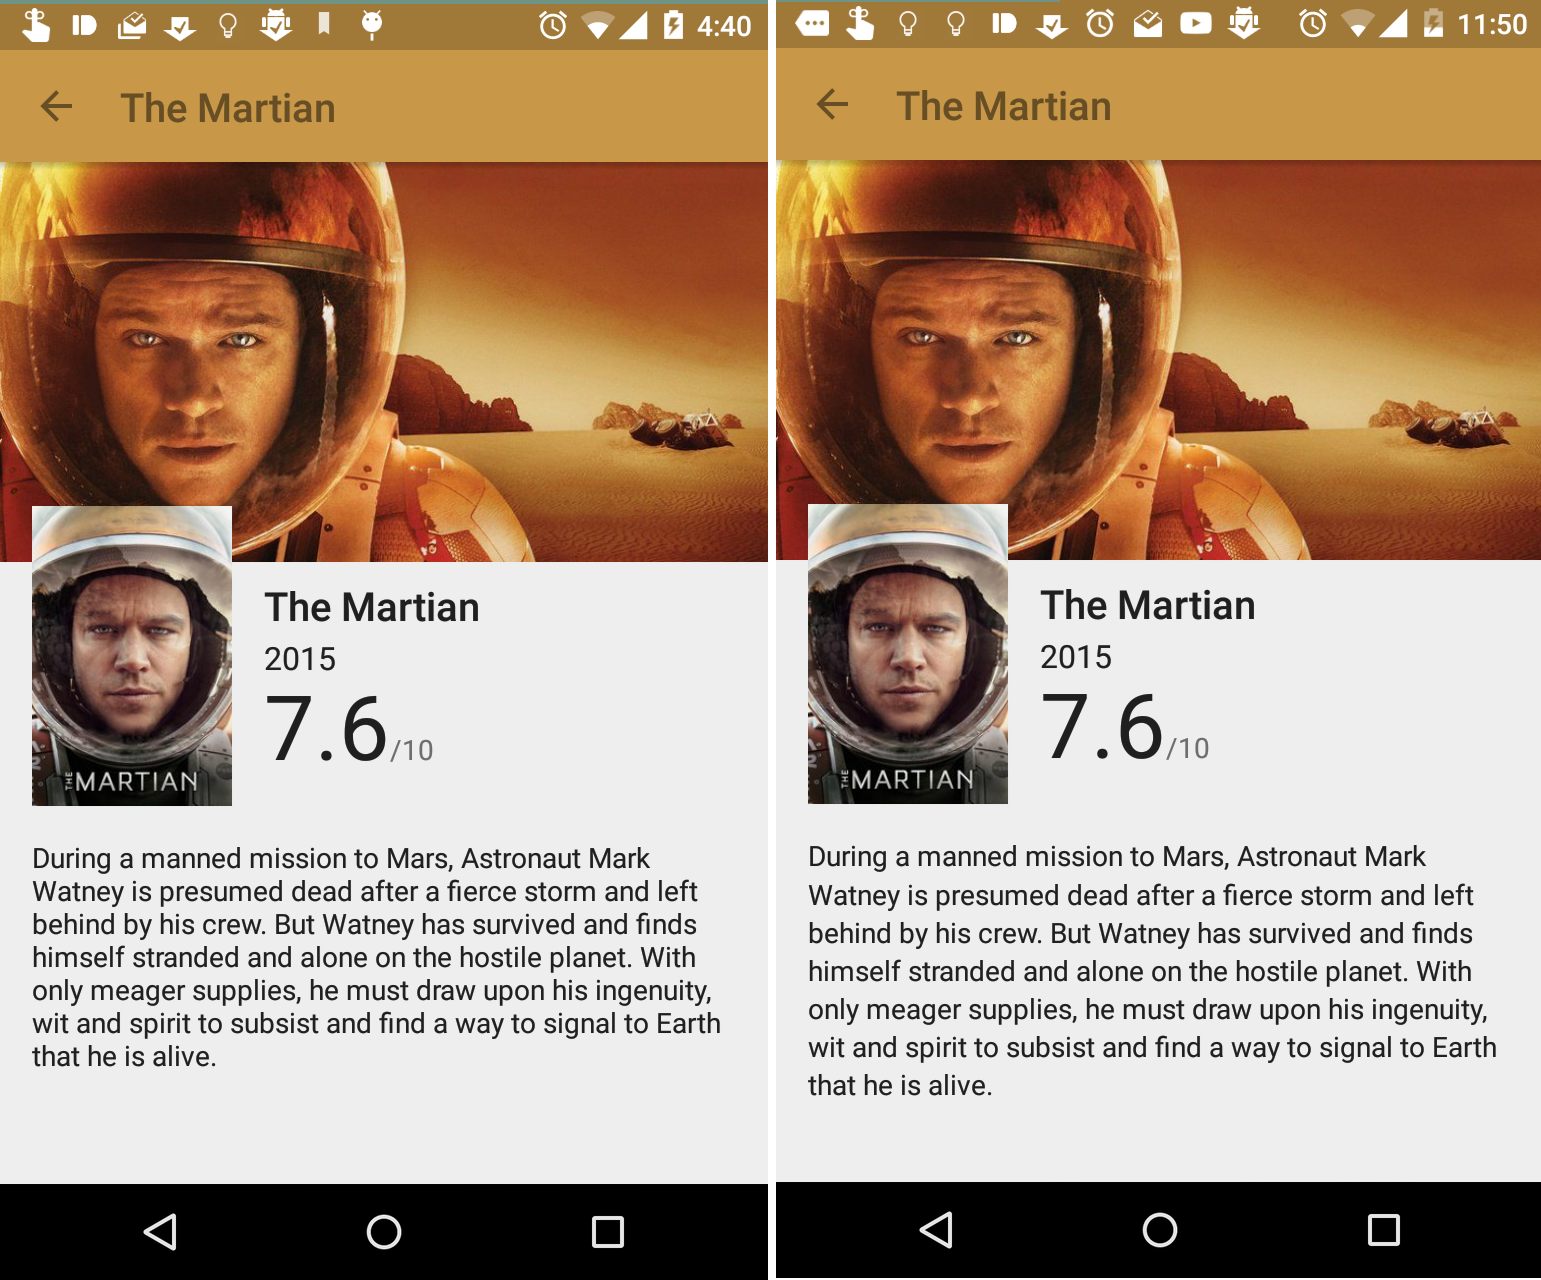 4:40
The Martian
THE MARTIAN
The Martian
2015
7.6/10
During a manned mission to Mars, Astronaut Mark
Watney is presumed dead after a fierce storm and left
behind by his crew. But Watney has survived and finds
himself stranded and alone on the hostile planet. With
only meager supplies, he must draw upon his ingenuity,
wit and spirit to subsist and find a way to signal to Earth
that he is alive.
11:50
The Martian
THE MARTIAN
The Martian
2015
7.6/10
During a manned mission to Mars, Astronaut Mark
Watney is presumed dead after a fierce storm and left
behind by his crew. But Watney has survived and finds
himself stranded and alone on the hostile planet. With
only meager supplies, he must draw upon his ingenuity,
wit and spirit to subsist and find a way to signal to Earth
that he is alive.